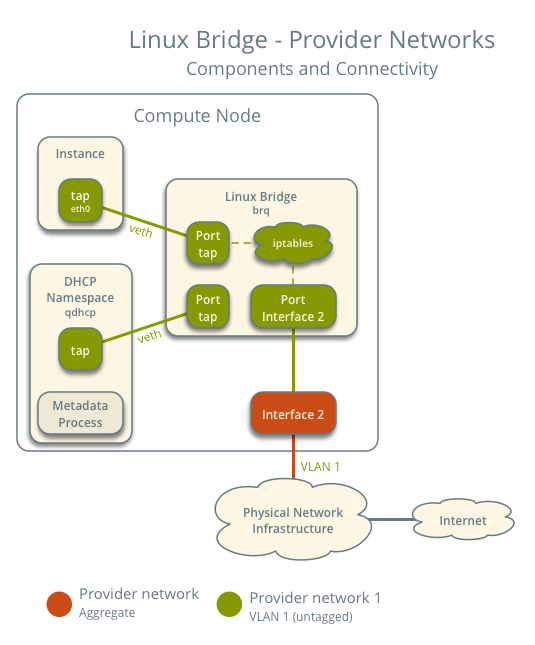 Linux Bridge - Provider Networks
Components and Connectivity
Compute Node
Instance
tap
eth0
veth
Linux Bridge
brq
Port
tap
iptables
Port
tap
Port
Interface 2
DHCP
Namespace
qdhcp
tap
veth
Metadata
Process
Interface 2
VLAN 1
Physical Network
Infrastructure
Internet
Provider network
Aggregate
Provider network 1
VLAN 1 (untagged)